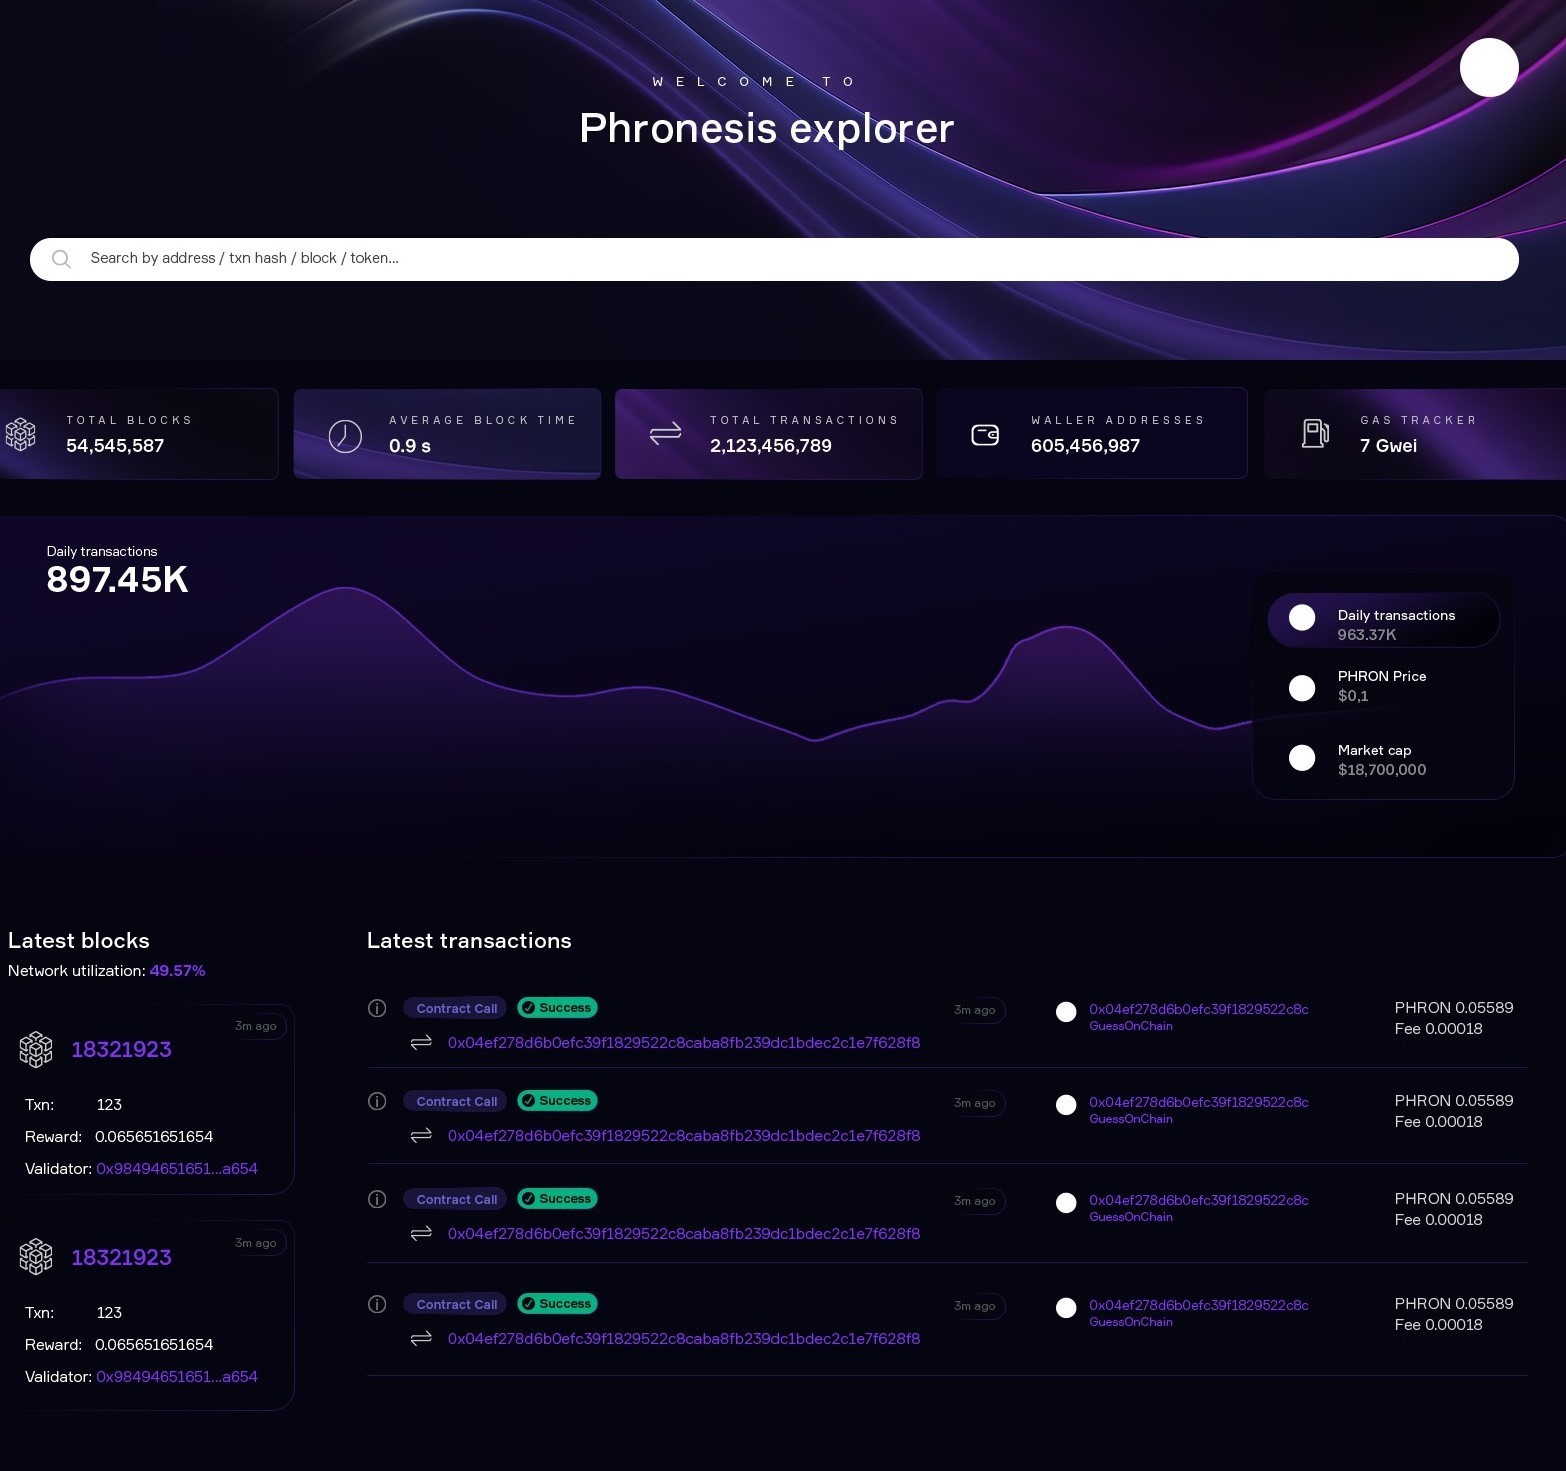 WELCOME TO
Phronesis explorer
Search by address / txn hash / block / token...
TOTAL BLOCKS
54,545,587
AVERAGE BLOCK TIME
0.9 s
TOTAL TRANSACTIONS
2,123,456,789
WALLER ADDRESSES
605,456,987
GAS TRACKER
7 Gwei
Daily transactions
897.45K
Daily transactions
963.37K
PHRON Price
$0,1
Market cap
$18,700,000
Latest blocks
Network utilization: 49.57%
3m ago
18321923
Txn: 123
Reward: 0.065651651654
Validator: 0x98494651651...a654
3m ago
18321923
Txn: 123
Reward: 0.065651651654
Validator: 0x98494651651...a654
Latest transactions
Contract Call Success
3m ago
0x04ef278d6b0efc39f1829522c8caba8fb239dc1bdec2c1e7f628f8
0x04ef278d6b0efc39f1829522c8c
GuessOnChain
PHRON 0.05589
Fee 0.00018
Contract Call Success
3m ago
0x04ef278d6b0efc39f1829522c8caba8fb239dc1bdec2c1e7f628f8
0x04ef278d6b0efc39f1829522c8c
GuessOnChain
PHRON 0.05589
Fee 0.00018
Contract Call Success
3m ago
0x04ef278d6b0efc39f1829522c8caba8fb239dc1bdec2c1e7f628f8
0x04ef278d6b0efc39f1829522c8c
GuessOnChain
PHRON 0.05589
Fee 0.00018
Contract Call Success
3m ago
0x04ef278d6b0efc39f1829522c8caba8fb239dc1bdec2c1e7f628f8
0x04ef278d6b0efc39f1829522c8c
GuessOnChain
PHRON 0.05589
Fee 0.00018